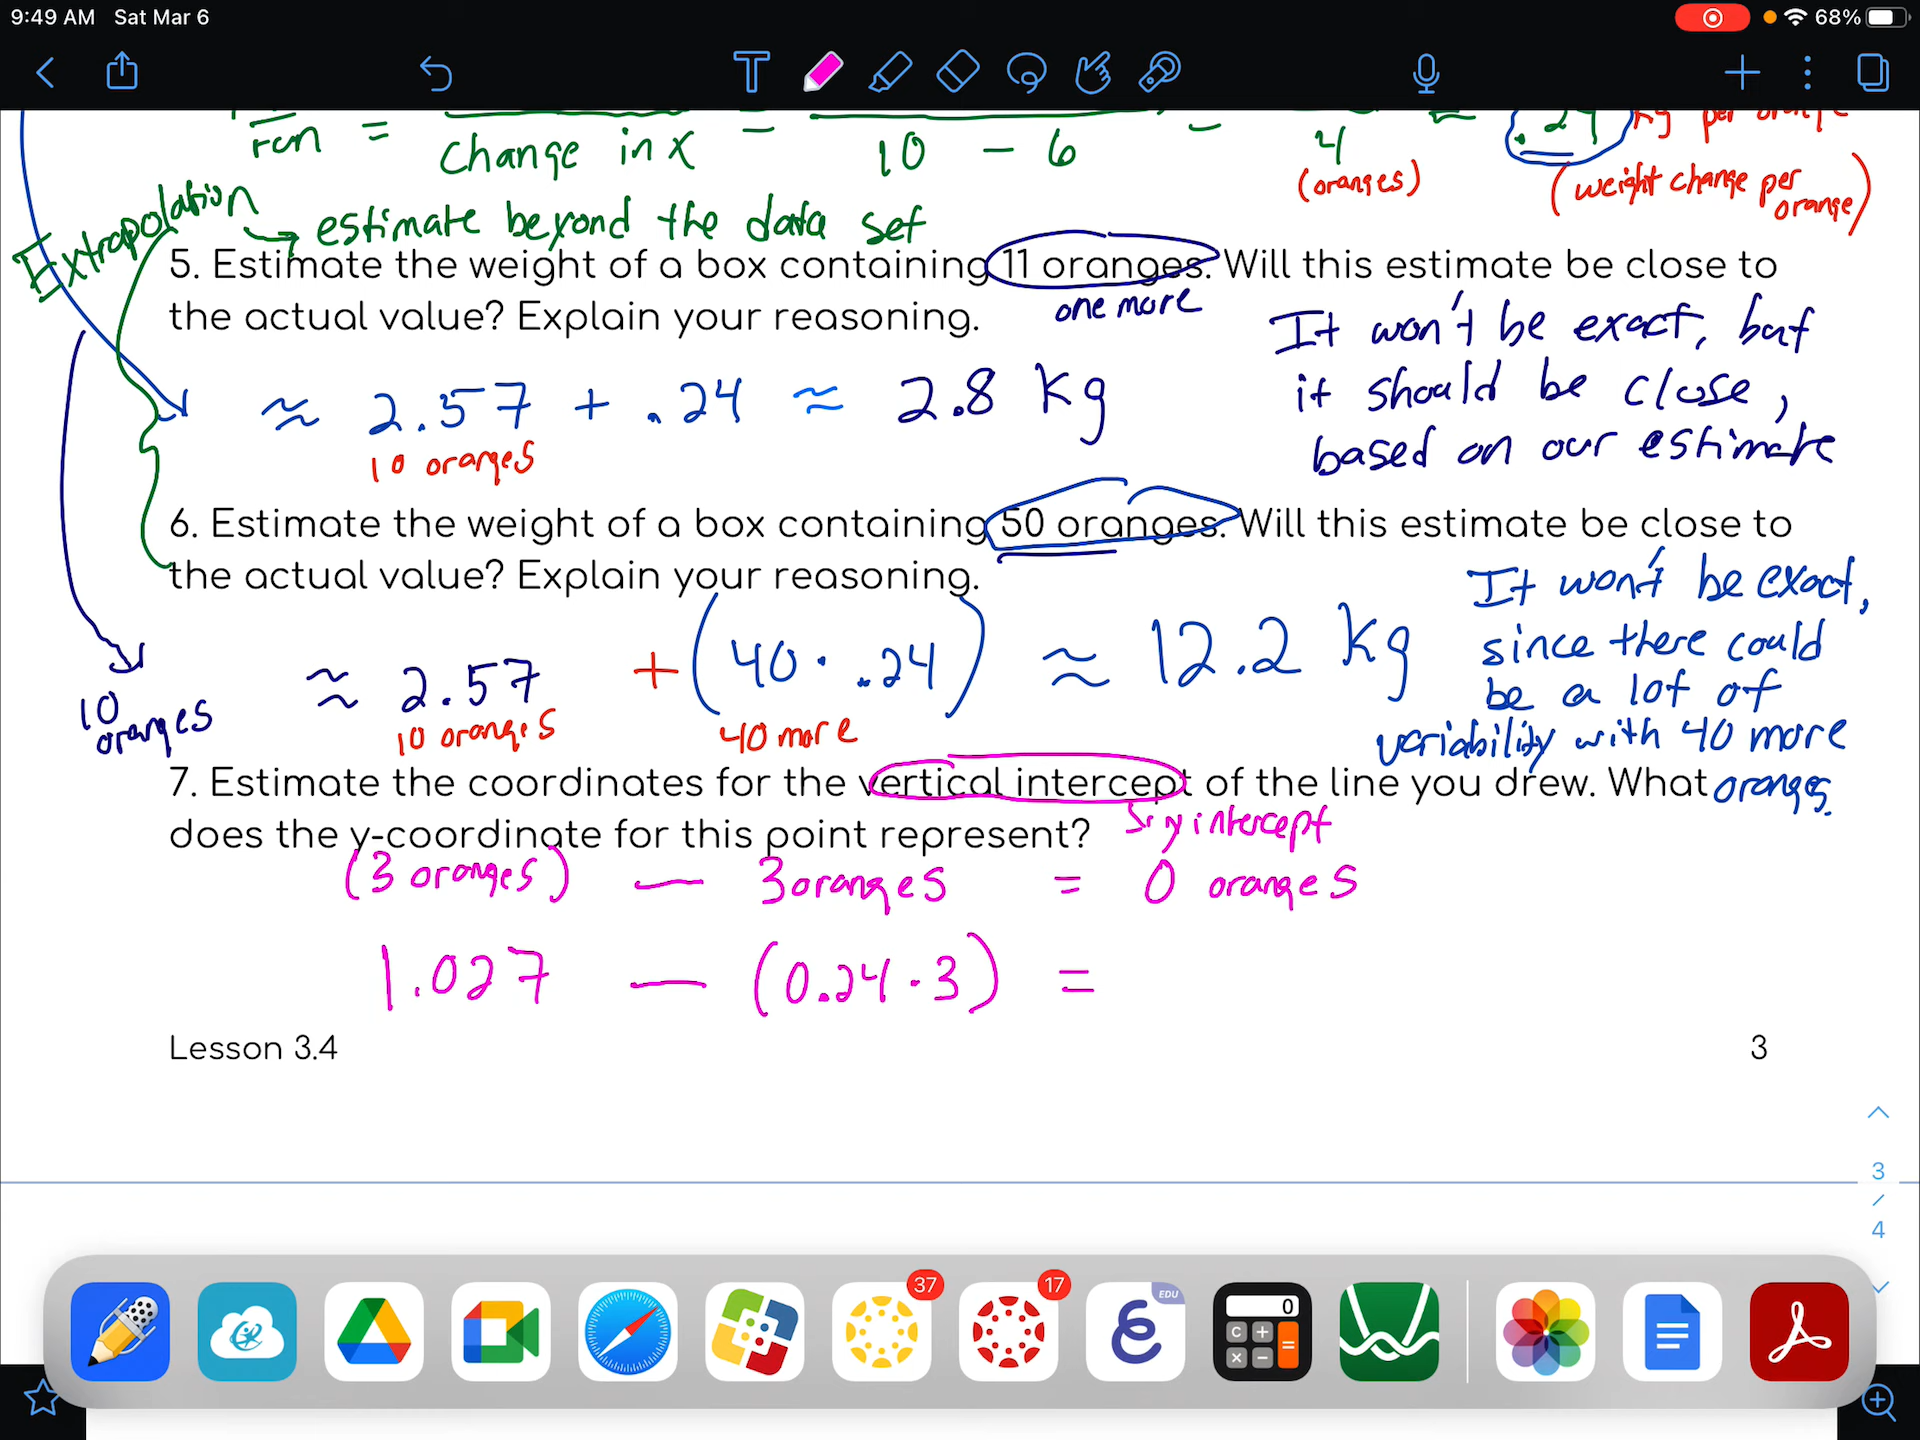 9:49 AM Sat Mar 6
68%
T
run = change in x = 10 - 6 = 4 ≈ .24 kg per orange
(oranges) (weight change per orange)
Extrapolation → estimate beyond the data set
5. Estimate the weight of a box containing 11 oranges. Will this estimate be close to
the actual value? Explain your reasoning.
one more
It won't be exact, but
it should be close,
based on our estimate
≈ 2.57 + .24 ≈ 2.8 kg
10 oranges
6. Estimate the weight of a box containing 50 oranges. Will this estimate be close to
the actual value? Explain your reasoning.
It won't be exact,
since there could
be a lot of
variability with 40 more
oranges.
10 oranges
≈ 2.57 + (40 · .24) ≈ 12.2 kg
10 oranges 40 more
7. Estimate the coordinates for the vertical intercept of the line you drew. What
does the y-coordinate for this point represent?
y intercept
(3 oranges) — 3 oranges = 0 oranges
1.027 — (0.24 · 3) =
Lesson 3.4 3
3
/
4
37
17
EDU
0
C + = × −